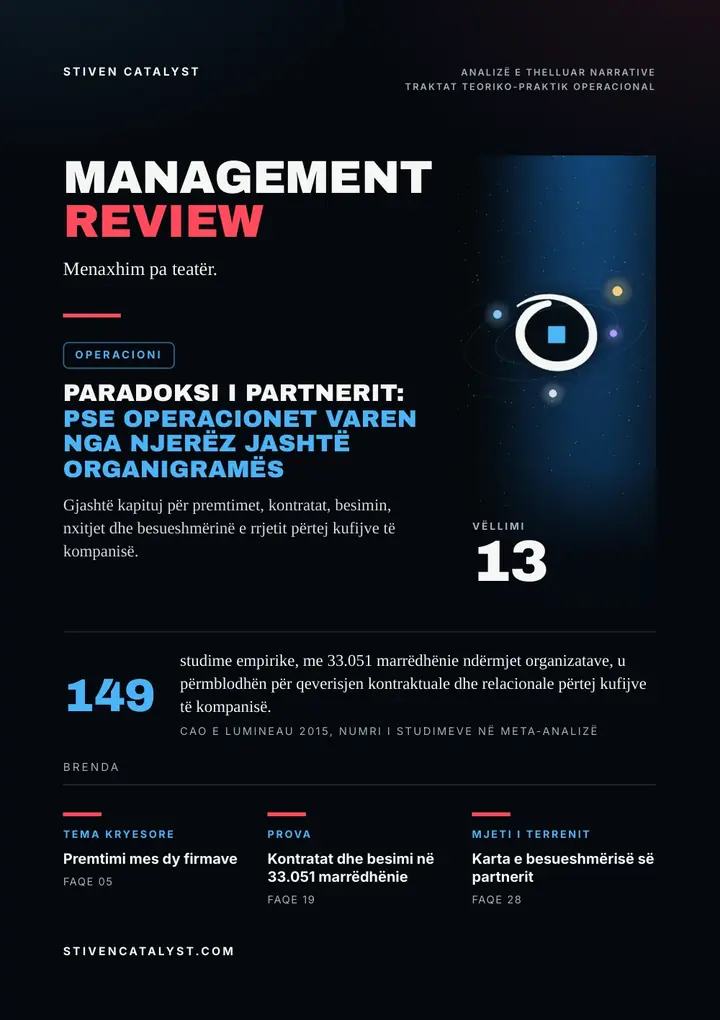 STIVEN CATALYST
ANALIZË E THELLUAR NARRATIVE
TRAKTAT TEORIKO-PRAKTIK OPERACIONAL
MANAGEMENT
REVIEW
Menaxhim pa teatër.
OPERACIONI
PARADOKSI I PARTNERIT:
PSE OPERACIONET VAREN
NGA NJERËZ JASHTË
ORGANIGRAMËS
Gjashtë kapituj për premtimet, kontratat, besimin,
nxitjet dhe besueshmërinë e rrjetit përtej kufijve të
kompanisë.
VËLLIMI
13
149
studime empirike, me 33.051 marrëdhënie ndërmjet organizatave, u
përmblodhën për qeverisjen kontraktuale dhe relacionale përtej kufijve
të kompanisë.
CAO E LUMINEAU 2015, NUMRI I STUDIMEVE NË META-ANALIZË
BRENDA
TEMA KRYESORE
Premtimi mes dy firmave
FAQE 05
PROVA
Kontratat dhe besimi në
33.051 marrëdhënie
FAQE 19
MJETI I TERRENIT
Karta e besueshmërisë së
partnerit
FAQE 28
STIVENCATALYST.COM